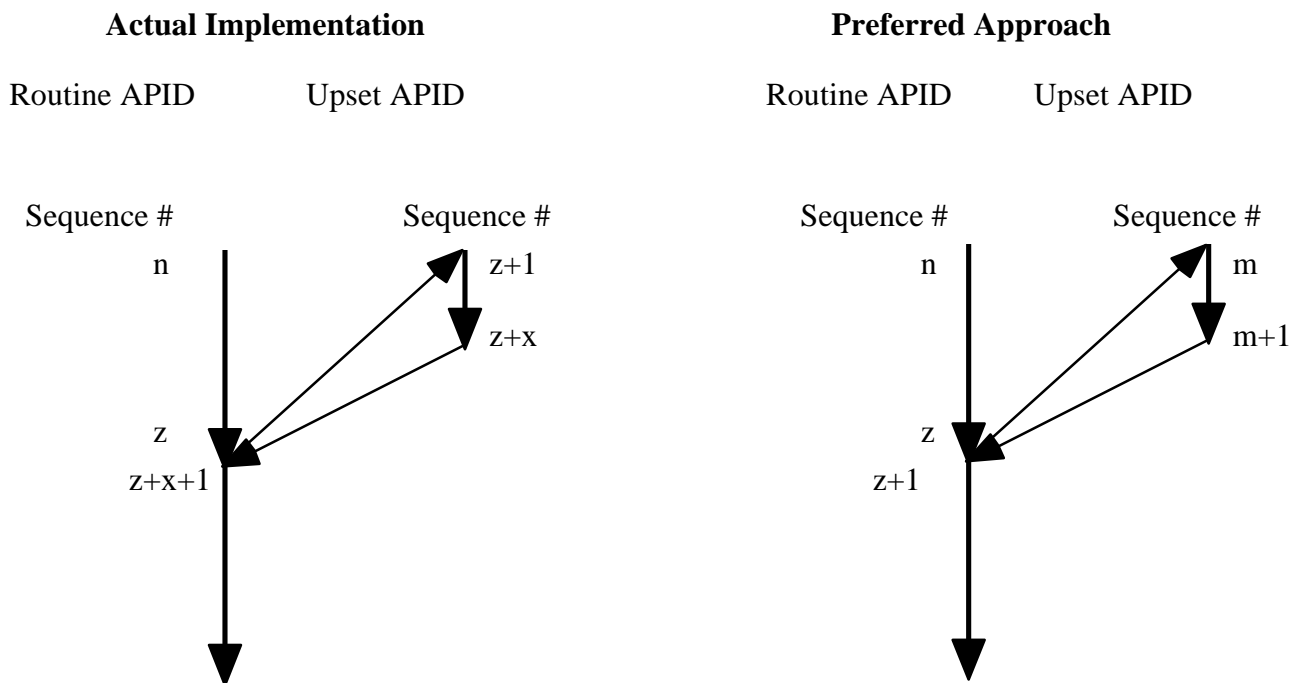 Actual Implementation
Routine APID Upset APID
Sequence # Sequence #
n z+1
z+x
z
z+x+1
Preferred Approach
Routine APID Upset APID
Sequence # Sequence #
n m
m+1
z
z+1